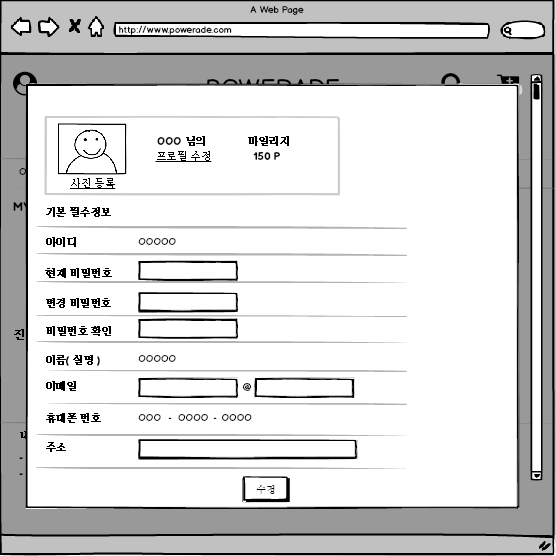 A Web Page
http://www.powerade.com
POWERADE
MY
진
OOO 님의 마일리지
프로필 수정 150 P
사진 등록
기본 필수정보
아이디 OOOOO
현재 비밀번호
변경 비밀번호
비밀번호 확인
이름( 실명 ) OOOOO
이메일 @
휴대폰 번호 OOO - OOOO - OOOO
주소
수정